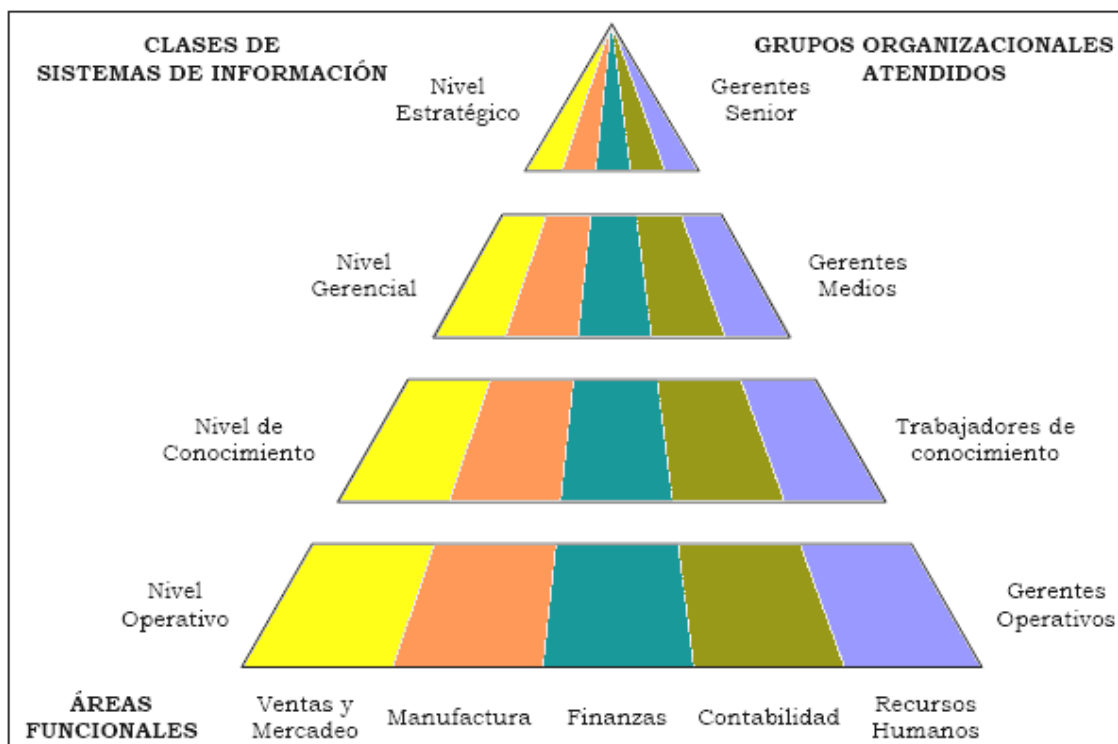 CLASES DE
SISTEMAS DE INFORMACIÓN
GRUPOS ORGANIZACIONALES
ATENDIDOS
Nivel
Estratégico
Gerentes
Senior
Nivel
Gerencial
Gerentes
Medios
Nivel de
Conocimiento
Trabajadores de
conocimiento
Nivel
Operativo
Gerentes
Operativos
ÁREAS
FUNCIONALES
Ventas y
Mercadeo
Manufactura
Finanzas
Contabilidad
Recursos
Humanos